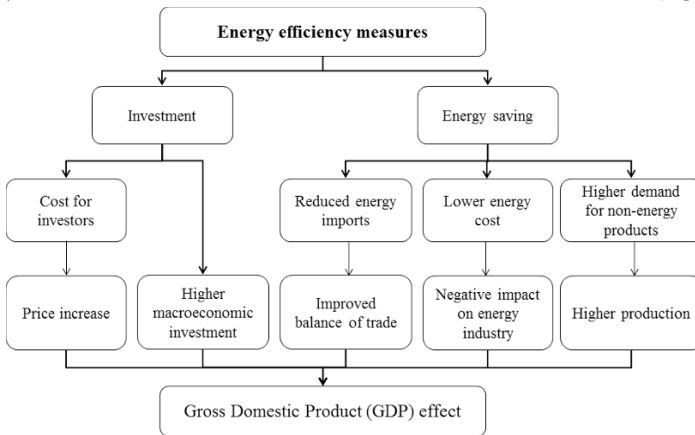 Energy efficiency measures
Investment
Energy saving
Cost for
investors
Reduced energy
imports
Lower energy
cost
Higher demand
for non-energy
products
Price increase
Higher
macroeconomic
investment
Improved
balance of trade
Negative impact
on energy
industry
Higher production
Gross Domestic Product (GDP) effect